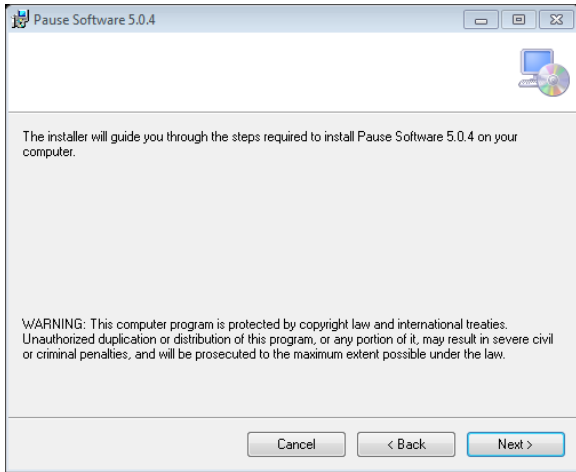 Pause Software 5.0.4
The installer will guide you through the steps required to install Pause Software 5.0.4 on your
computer.
WARNING: This computer program is protected by copyright law and international treaties.
Unauthorized duplication or distribution of this program, or any portion of it, may result in severe civil
or criminal penalties, and will be prosecuted to the maximum extent possible under the law.
Cancel < Back Next >